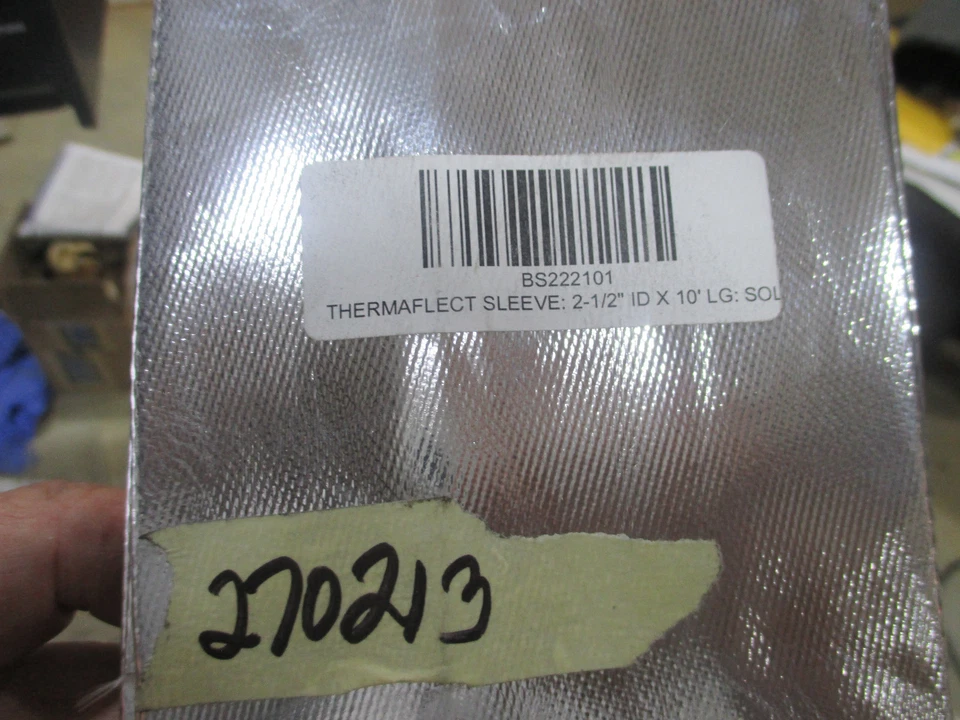 BS222101
THERMAFLECT SLEEVE: 2-1/2" ID X 10' LG: SOL
270213